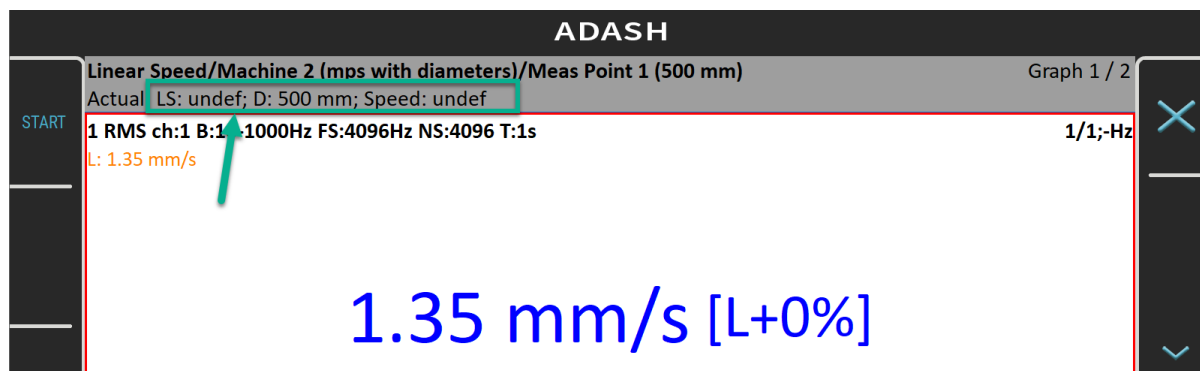 ADASH
Linear Speed/Machine 2 (mps with diameters)/Meas Point 1 (500 mm)
Graph 1 / 2
Actual LS: undef; D: 500 mm; Speed: undef
START
1 RMS ch:1 B:1 -1000Hz FS:4096Hz NS:4096 T:1s
1/1;-Hz
L: 1.35 mm/s
1.35 mm/s [L+0%]